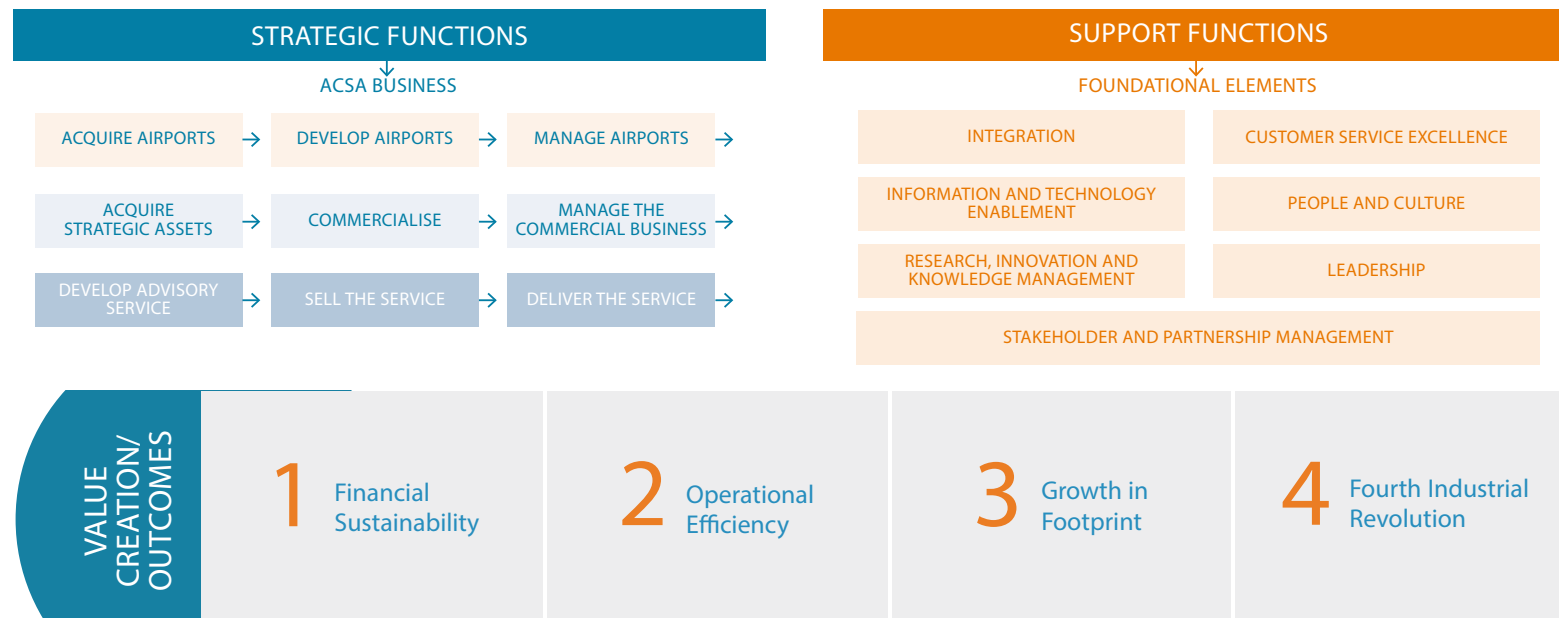 STRATEGIC FUNCTIONS
ACSA BUSINESS
ACQUIRE AIRPORTS
DEVELOP AIRPORTS
MANAGE AIRPORTS
ACQUIRE
STRATEGIC ASSETS
COMMERCIALISE
MANAGE THE
COMMERCIAL BUSINESS
DEVELOP ADVISORY
SERVICE
SELL THE SERVICE
DELIVER THE SERVICE
SUPPORT FUNCTIONS
FOUNDATIONAL ELEMENTS
INTEGRATION
CUSTOMER SERVICE EXCELLENCE
INFORMATION AND TECHNOLOGY
ENABLEMENT
PEOPLE AND CULTURE
RESEARCH, INNOVATION AND
KNOWLEDGE MANAGEMENT
LEADERSHIP
STAKEHOLDER AND PARTNERSHIP MANAGEMENT
VALUE
CREATION/
OUTCOMES
1
Financial
Sustainability
2
Operational
Efficiency
3
Growth in
Footprint
4
Fourth Industrial
Revolution